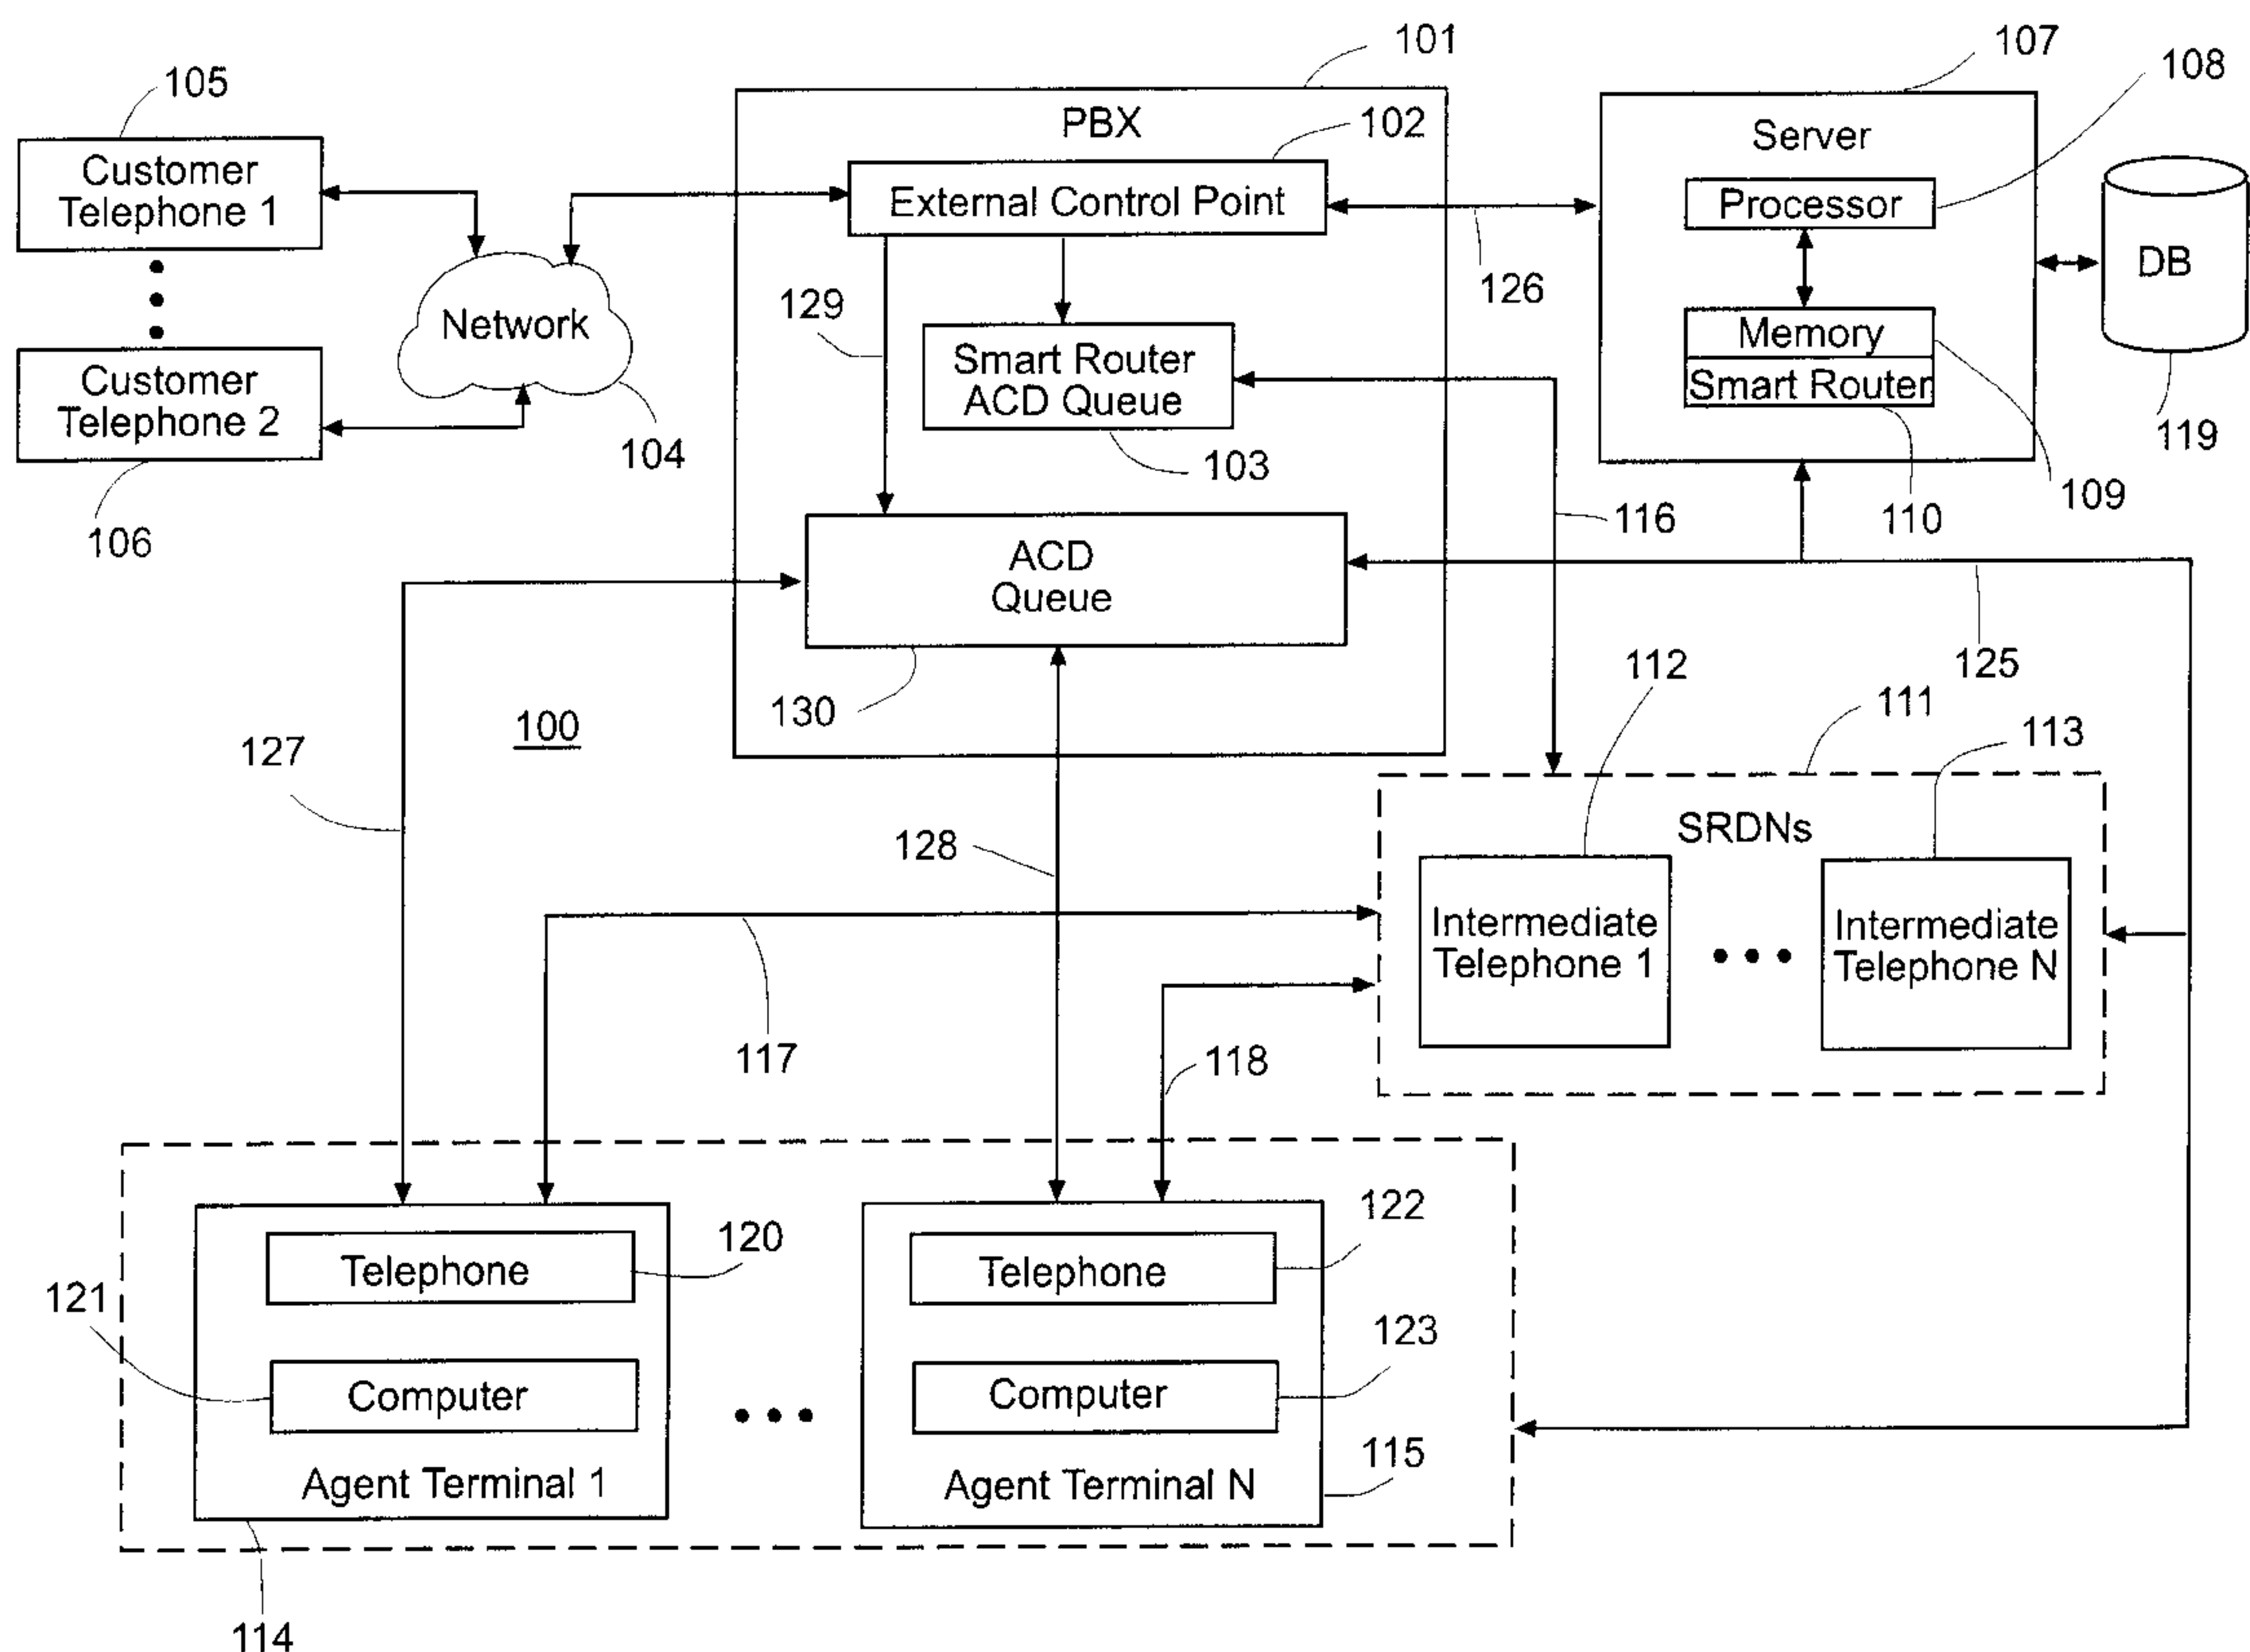 101
107
108
105
PBX
102
Server
Customer
Telephone 1
External Control Point
Processor
DB
126
129
Network
Memory
Smart Router
Smart Router
ACD Queue
Customer
Telephone 2
104
103
119
109
110
116
106
ACD
Queue
125
112
130
111
100
113
127
SRDNs
128
Intermediate
Telephone 1
Intermediate
Telephone N
117
118
122
120
Telephone
Telephone
121
123
Computer
Computer
115
Agent Terminal 1
Agent Terminal N
114